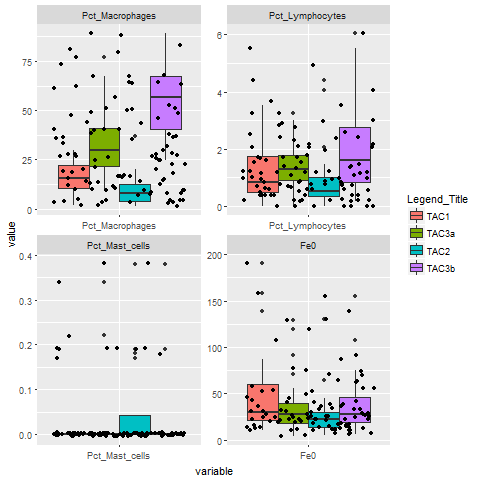 Pct_Macrophages
Pct_Lymphocytes
75
50
25
0
6
4
2
0
Pct_Macrophages
Pct_Lymphocytes
value
Pct_Mast_cells
Fe0
0.4
0.3
0.2
0.1
0.0
200
150
100
50
0
Pct_Mast_cells
Fe0
variable
Legend_Title
TAC1
TAC3a
TAC2
TAC3b